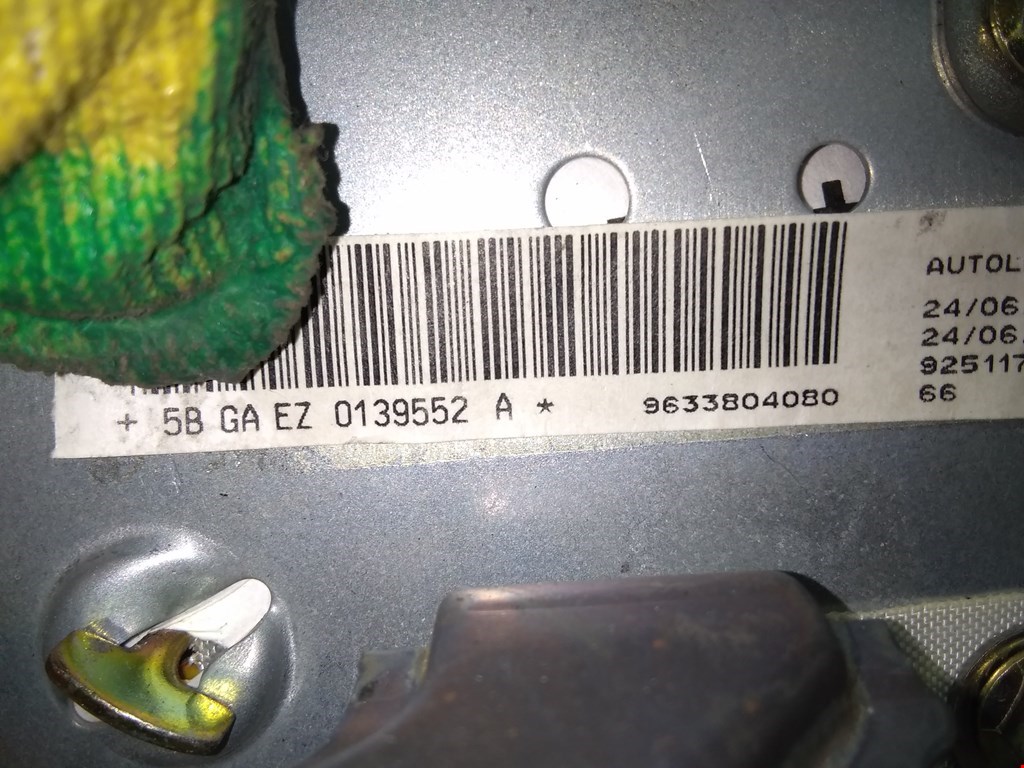 + 5B GA EZ 0139552 A *
9633804080
AUTOL
24/06
24/06.
925117
66